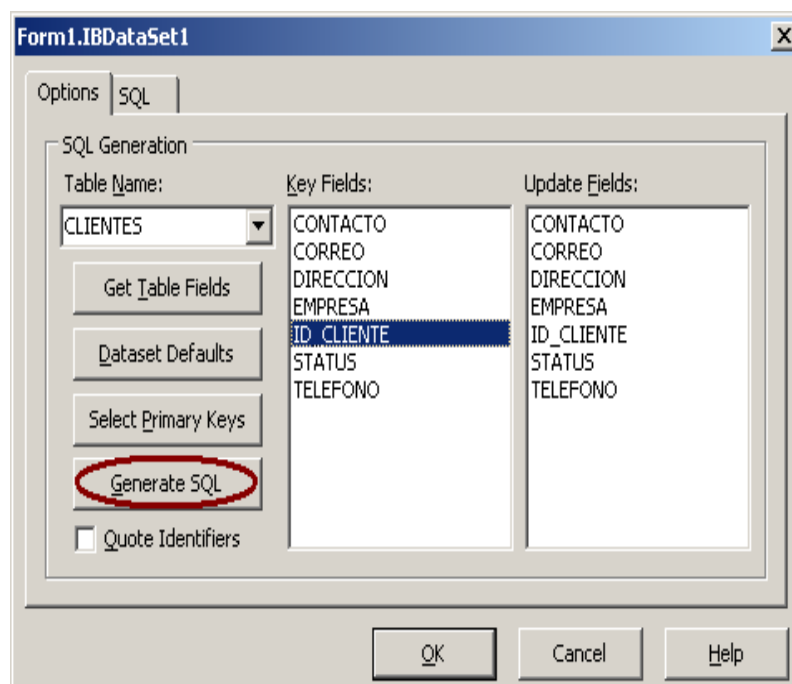 Form1.IBDataSet1
Options
SQL
SQL Generation
Table Name:
CLIENTES
Get Table Fields
Dataset Defaults
Select Primary Keys
Generate SQL
Quote Identifiers
Key Fields:
CONTACTO
CORREO
DIRECCION
EMPRESA
ID_CLIENTE
STATUS
TELEFONO
Update Fields:
CONTACTO
CORREO
DIRECCION
EMPRESA
ID_CLIENTE
STATUS
TELEFONO
OK
Cancel
Help